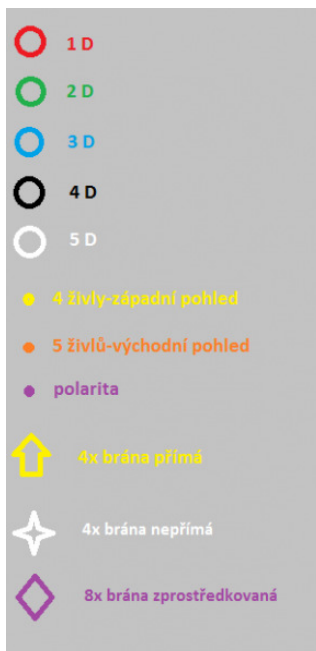 1 D
2 D
3 D
4 D
5 D
4 živly-západní pohled
5 živlů-východní pohled
polarita
4x brána přímá
4x brána nepřímá
8x brána zprostředkovaná